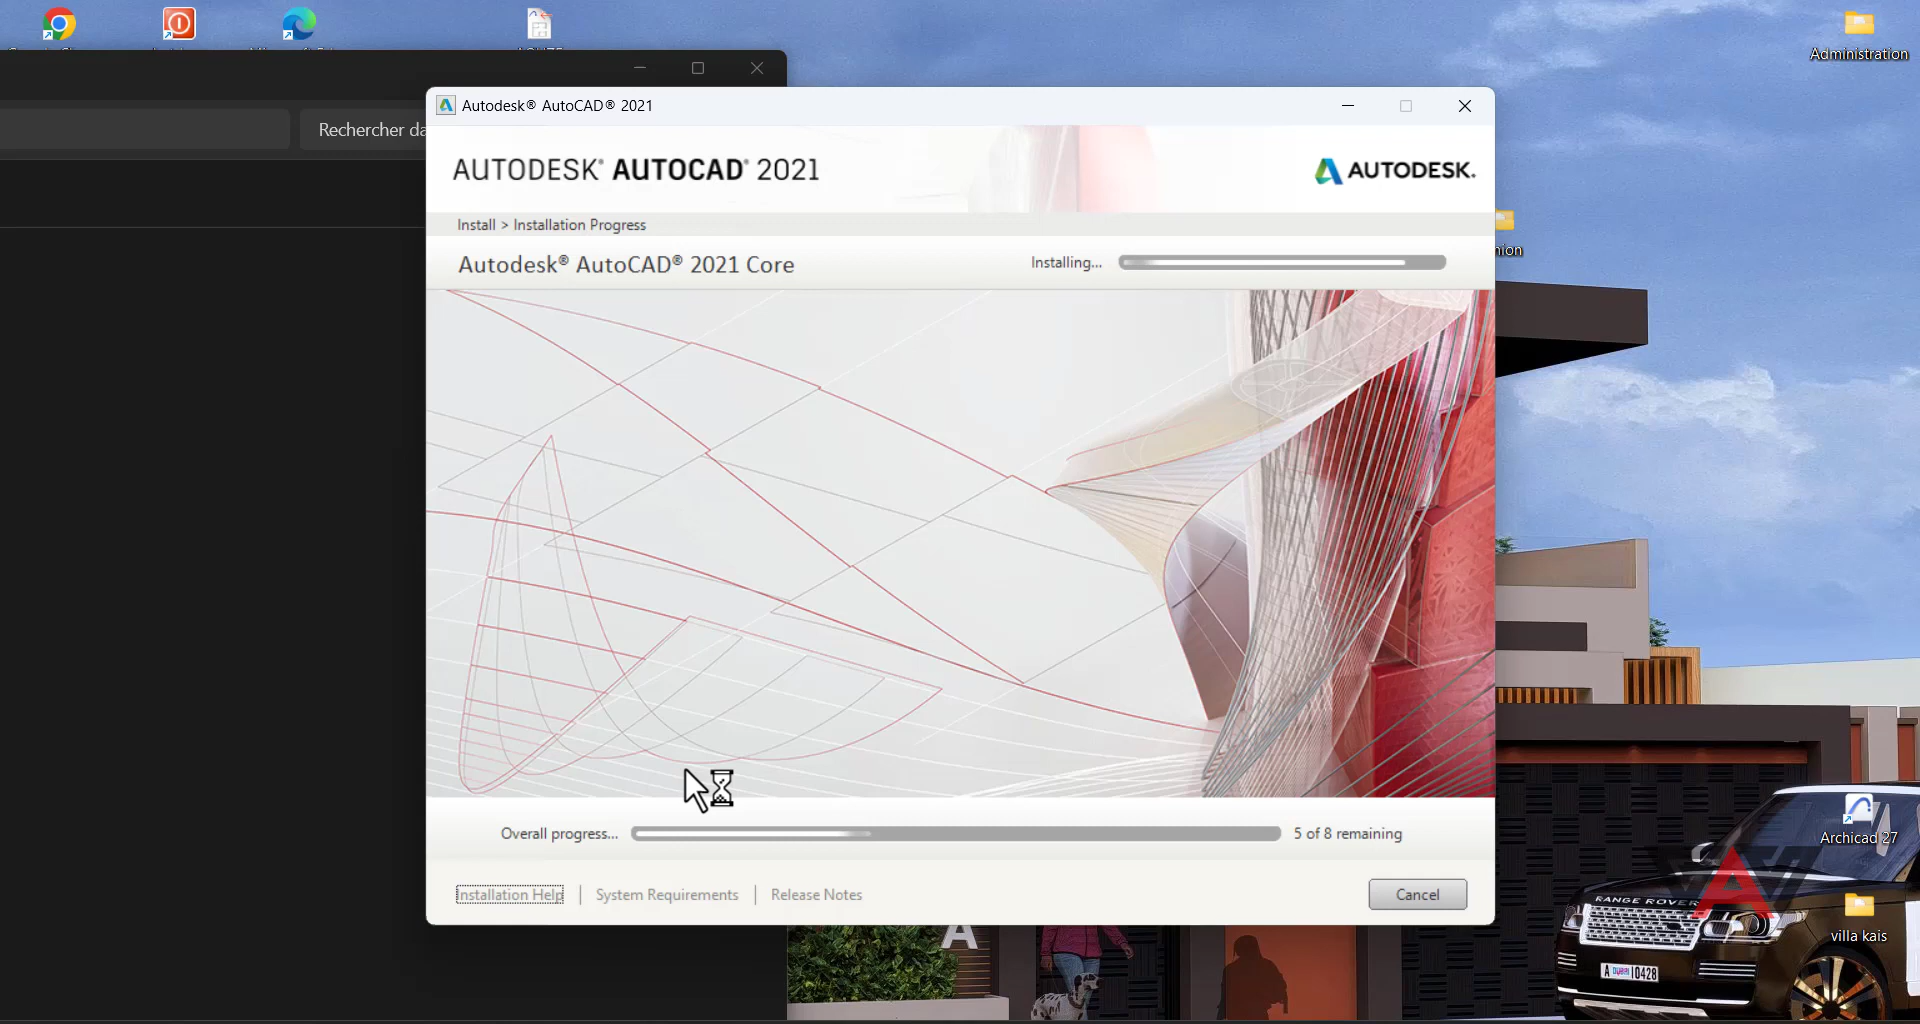 Administration
Autodesk® AutoCAD® 2021
Rechercher da
AUTODESK® AUTOCAD® 2021
AUTODESK.
Install > Installation Progress
Autodesk® AutoCAD® 2021 Core
Installing...
Overall progress...
5 of 8 remaining
Installation Help
System Requirements
Release Notes
Cancel
Archicad 27
RANGE ROVER
villa kais
A
10428